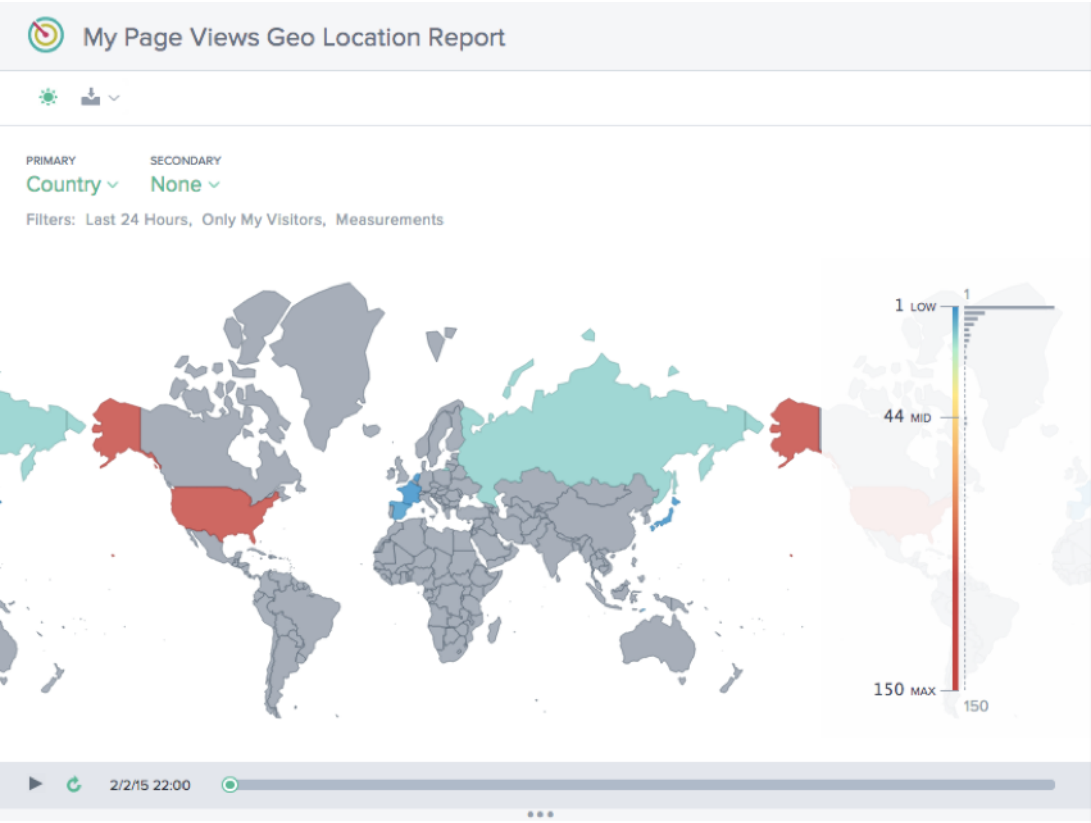 My Page Views Geo Location Report
PRIMARY SECONDARY
Country None
Filters: Last 24 Hours, Only My Visitors, Measurements
1
1 LOW
44 MID
150 MAX
150
2/2/15 22:00